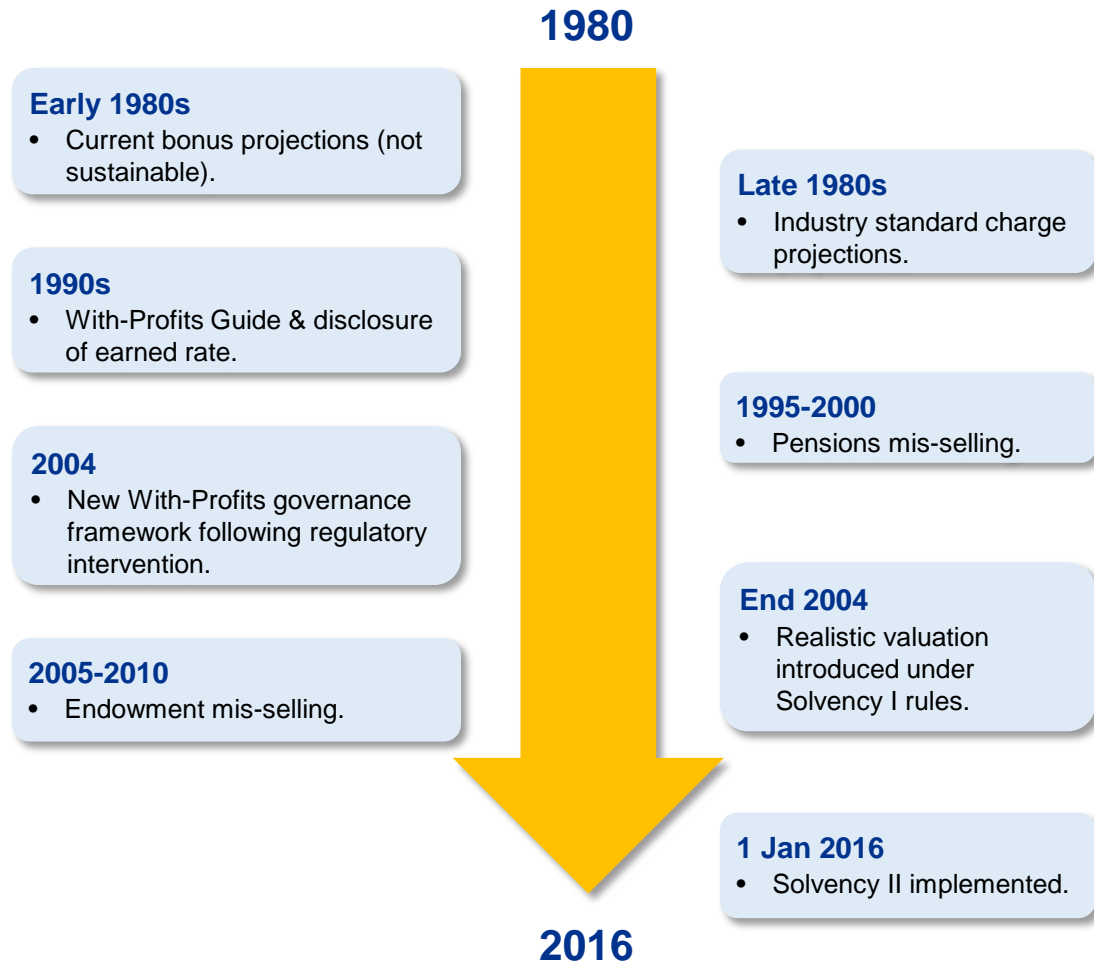 1980
Early 1980s
• Current bonus projections (not
sustainable).
Late 1980s
• Industry standard charge
projections.
1990s
• With-Profits Guide & disclosure
of earned rate.
1995-2000
• Pensions mis-selling.
2004
• New With-Profits governance
framework following regulatory
intervention.
End 2004
• Realistic valuation
introduced under
Solvency I rules.
2005-2010
• Endowment mis-selling.
1 Jan 2016
• Solvency II implemented.
2016